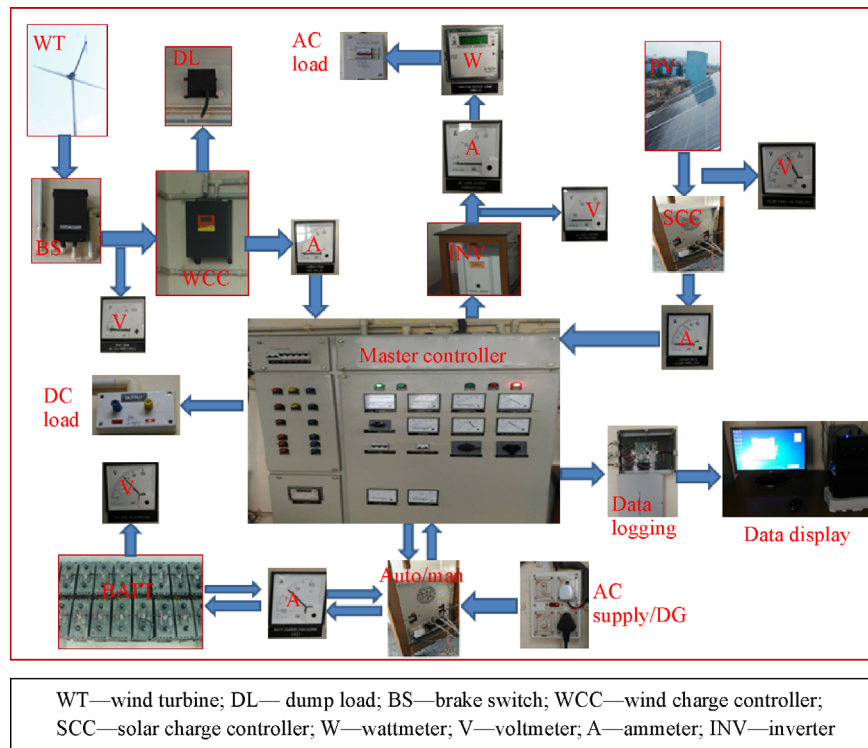 WT
DL
AC
load
W
PV
A
V
BS
WCC
A
INV
V
SCC
V
A
Master controller
DC
load
OUTPUT
V
Data
logging
Data display
BATT
A
Auto/man
AC
supply/DG
WT—wind turbine; DL— dump load; BS—brake switch; WCC—wind charge controller;
SCC—solar charge controller; W—wattmeter; V—voltmeter; A—ammeter; INV—inverter